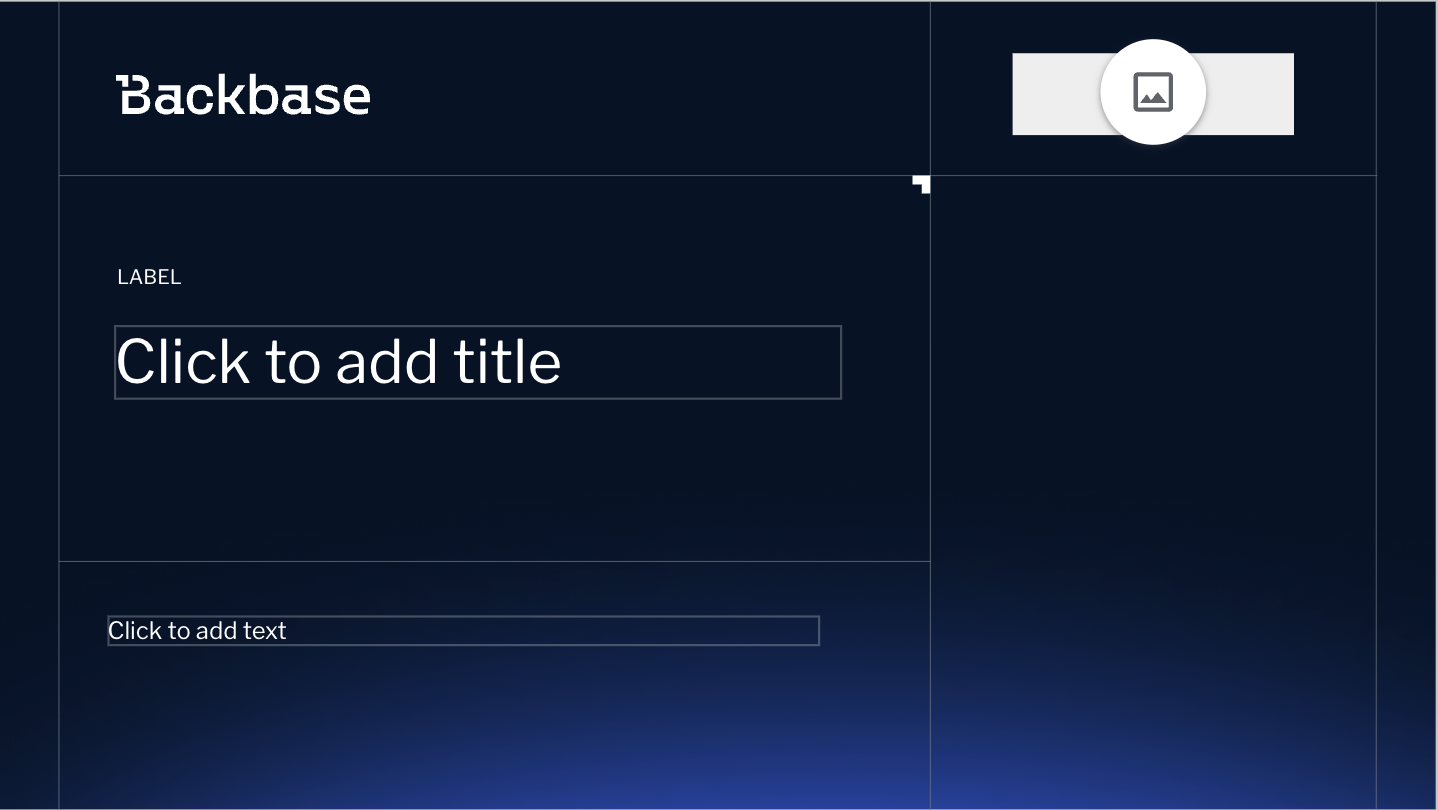 Backbase
LABEL
Click to add title
Click to add text